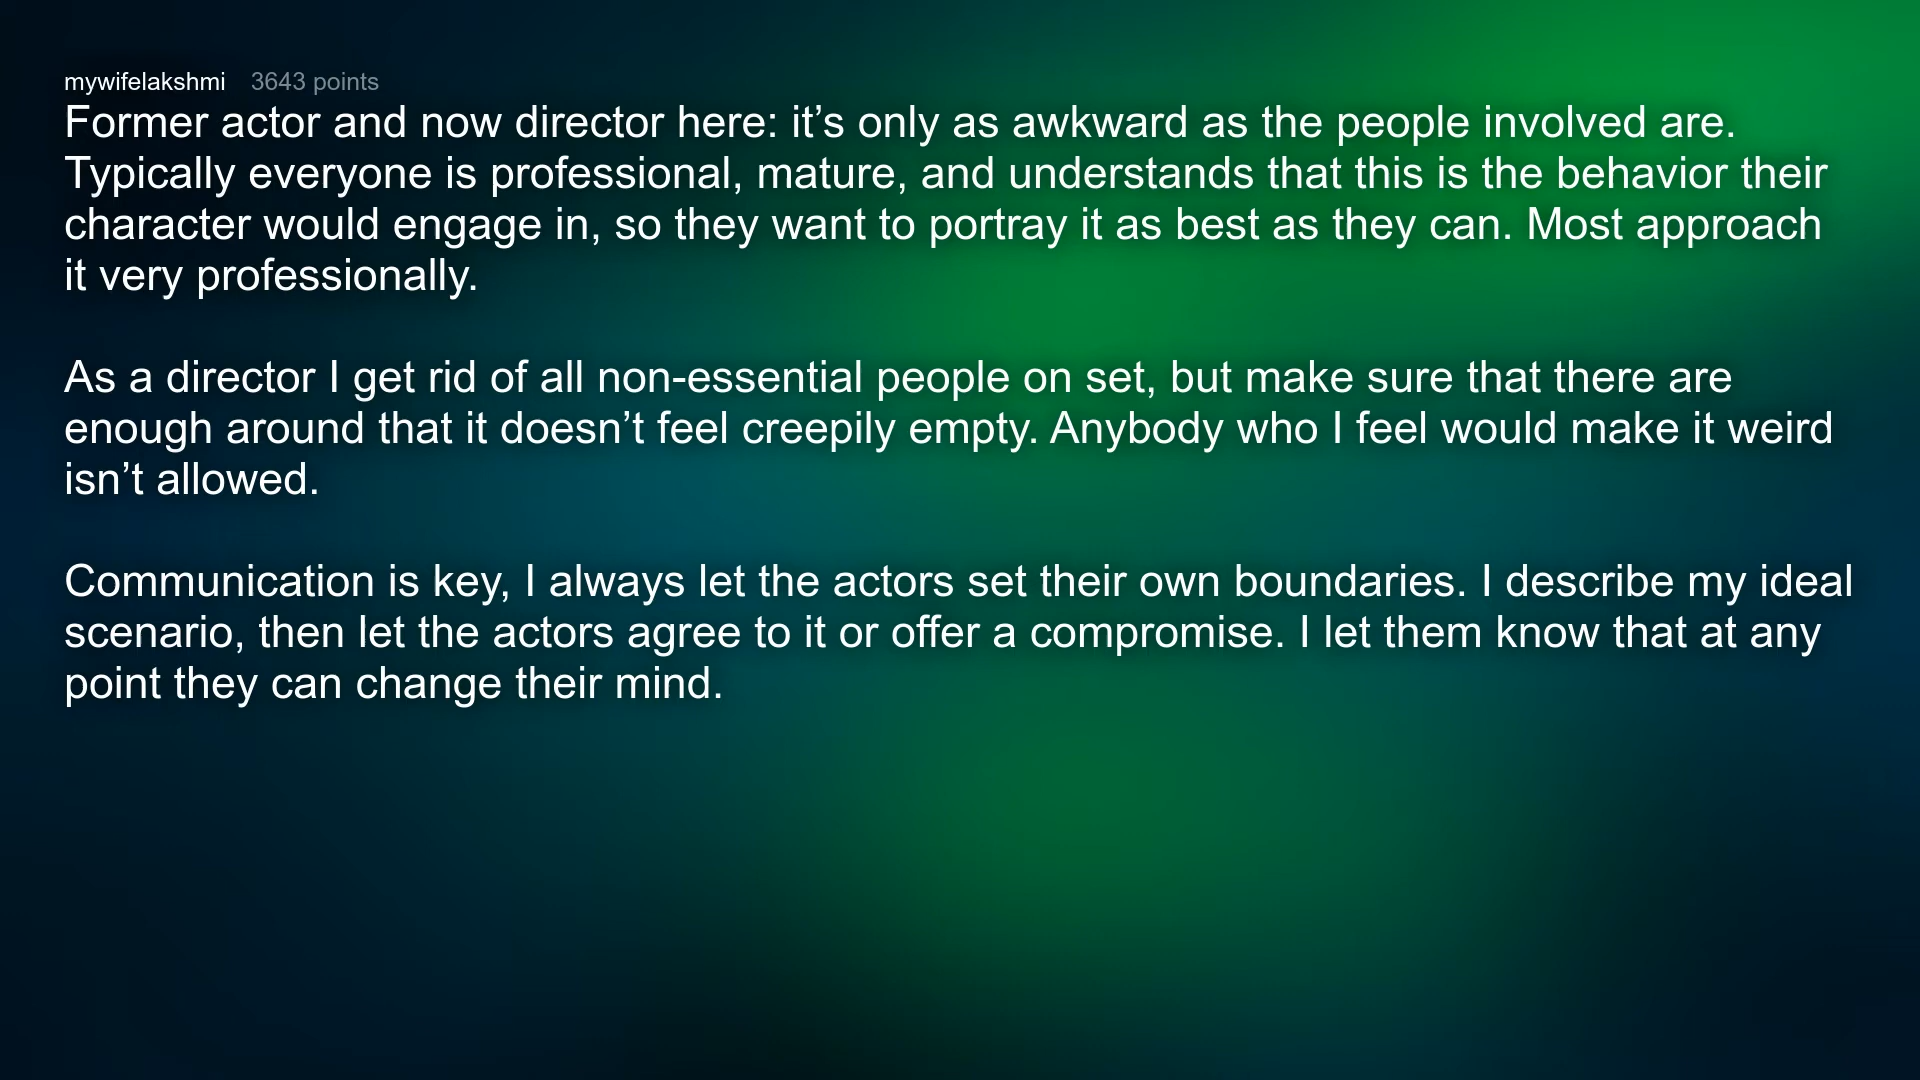 mywifelakshmi 3643 points
Former actor and now director here: it’s only as awkward as the people involved are.
Typically everyone is professional, mature, and understands that this is the behavior their
character would engage in, so they want to portray it as best as they can. Most approach
it very professionally.
As a director I get rid of all non-essential people on set, but make sure that there are
enough around that it doesn’t feel creepily empty. Anybody who I feel would make it weird
isn’t allowed.
Communication is key, I always let the actors set their own boundaries. I describe my ideal
scenario, then let the actors agree to it or offer a compromise. I let them know that at any
point they can change their mind.